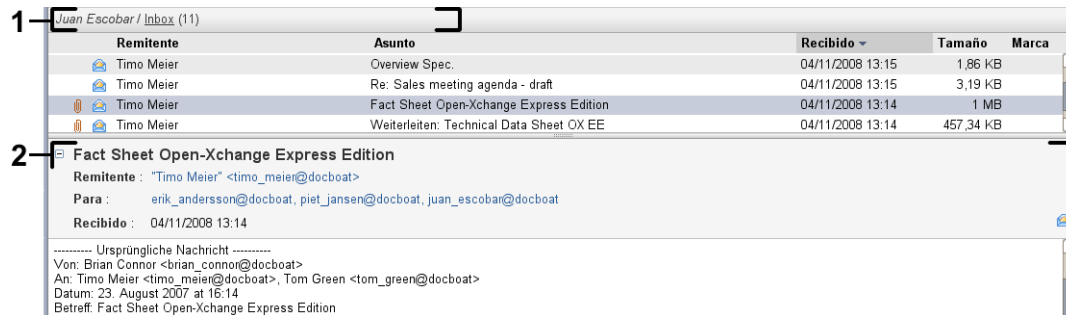 1
Juan Escobar / Inbox (11)
Remitente Asunto Recibido Tamaño Marca
Timo Meier Overview Spec. 04/11/2008 13:15 1,86 KB
Timo Meier Re: Sales meeting agenda - draft 04/11/2008 13:15 3,19 KB
Timo Meier Fact Sheet Open-Xchange Express Edition 04/11/2008 13:14 1 MB
Timo Meier Weiterleiten: Technical Data Sheet OX EE 04/11/2008 13:14 457,34 KB
2
Fact Sheet Open-Xchange Express Edition
Remitente : "Timo Meier" <timo_meier@docboat>
Para : erik_andersson@docboat, piet_jansen@docboat, juan_escobar@docboat
Recibido : 04/11/2008 13:14
---------- Ursprüngliche Nachricht ----------
Von: Brian Connor <brian_connor@docboat>
An: Timo Meier <timo_meier@docboat>, Tom Green <tom_green@docboat>
Datum: 23. August 2007 at 16:14
Betreff: Fact Sheet Open-Xchange Express Edition